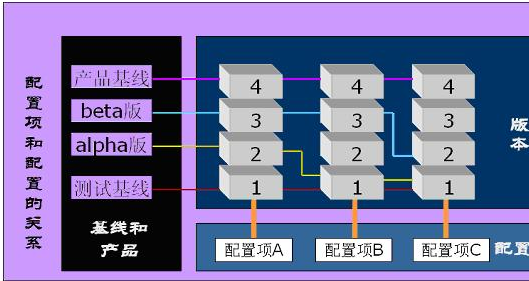 配置项和配置的关系
产品基线
beta版
alpha版
测试基线
基线和
产品
4 4 4
3 3 3
2 2 2
1 1 1
版本
配置项A 配置项B 配置项C
配置